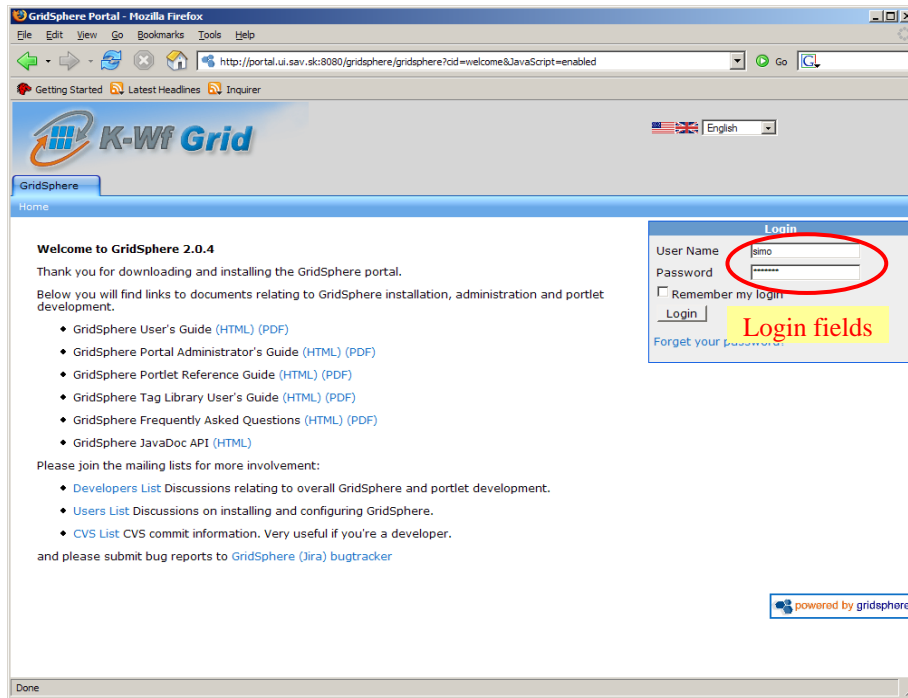 GridSphere Portal - Mozilla Firefox
File Edit View Go Bookmarks Tools Help
http://portal.ui.sav.sk:8080/gridsphere/gridsphere?cid=welcome&JavaScript=enabled Go G
Getting Started Latest Headlines Inquirer
K-Wf Grid
English
GridSphere
Home
Login
User Name simo
Password *******
Remember my login
Login
Login fields
Forget your password?
Welcome to GridSphere 2.0.4
Thank you for downloading and installing the GridSphere portal.
Below you will find links to documents relating to GridSphere installation, administration and portlet
development.
GridSphere User's Guide (HTML) (PDF)
GridSphere Portal Administrator's Guide (HTML) (PDF)
GridSphere Portlet Reference Guide (HTML) (PDF)
GridSphere Tag Library User's Guide (HTML) (PDF)
GridSphere Frequently Asked Questions (HTML) (PDF)
GridSphere JavaDoc API (HTML)
Please join the mailing lists for more involvement:
Developers List Discussions relating to overall GridSphere and portlet development.
Users List Discussions on installing and configuring GridSphere.
CVS List CVS commit information. Very useful if you're a developer.
and please submit bug reports to GridSphere (Jira) bugtracker
powered by gridsphere
Done